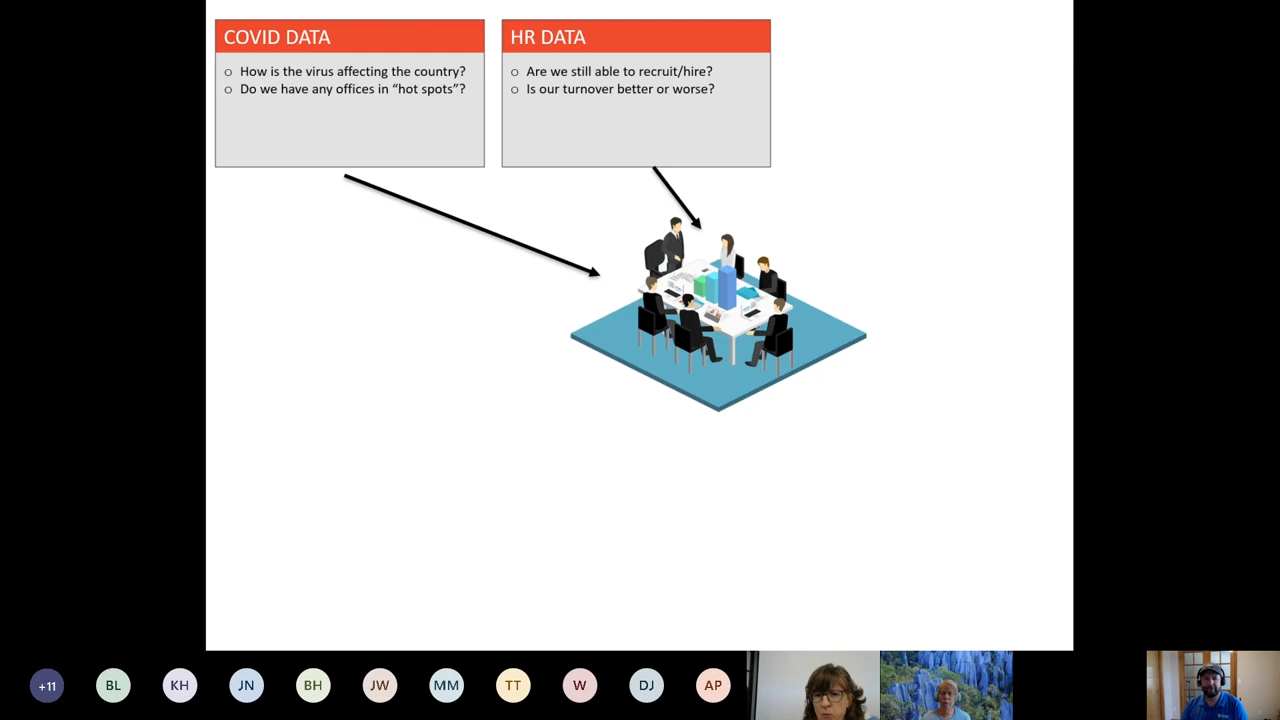 COVID DATA
o How is the virus affecting the country?
o Do we have any offices in “hot spots”?
HR DATA
o Are we still able to recruit/hire?
o Is our turnover better or worse?
+11
BL
KH
JN
BH
JW
MM
TT
W
DJ
AP